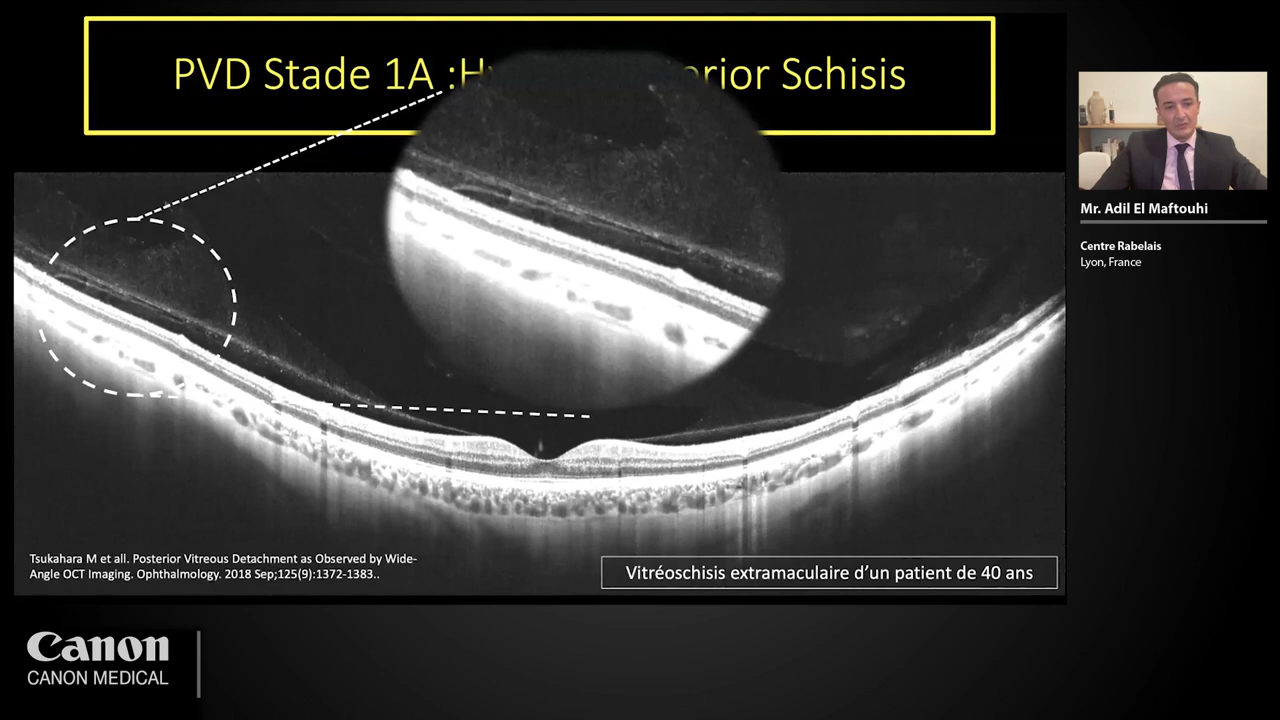 PVD Stade 1A :H erior Schisis
Mr. Adil El Maftouhi
Centre Rabelais
Lyon, France
Tsukahara M et all. Posterior Vitreous Detachment as Observed by Wide-
Angle OCT Imaging. Ophthalmology. 2018 Sep;125(9):1372-1383..
Vitréoschisis extramaculaire d’un patient de 40 ans
Canon
CANON MEDICAL